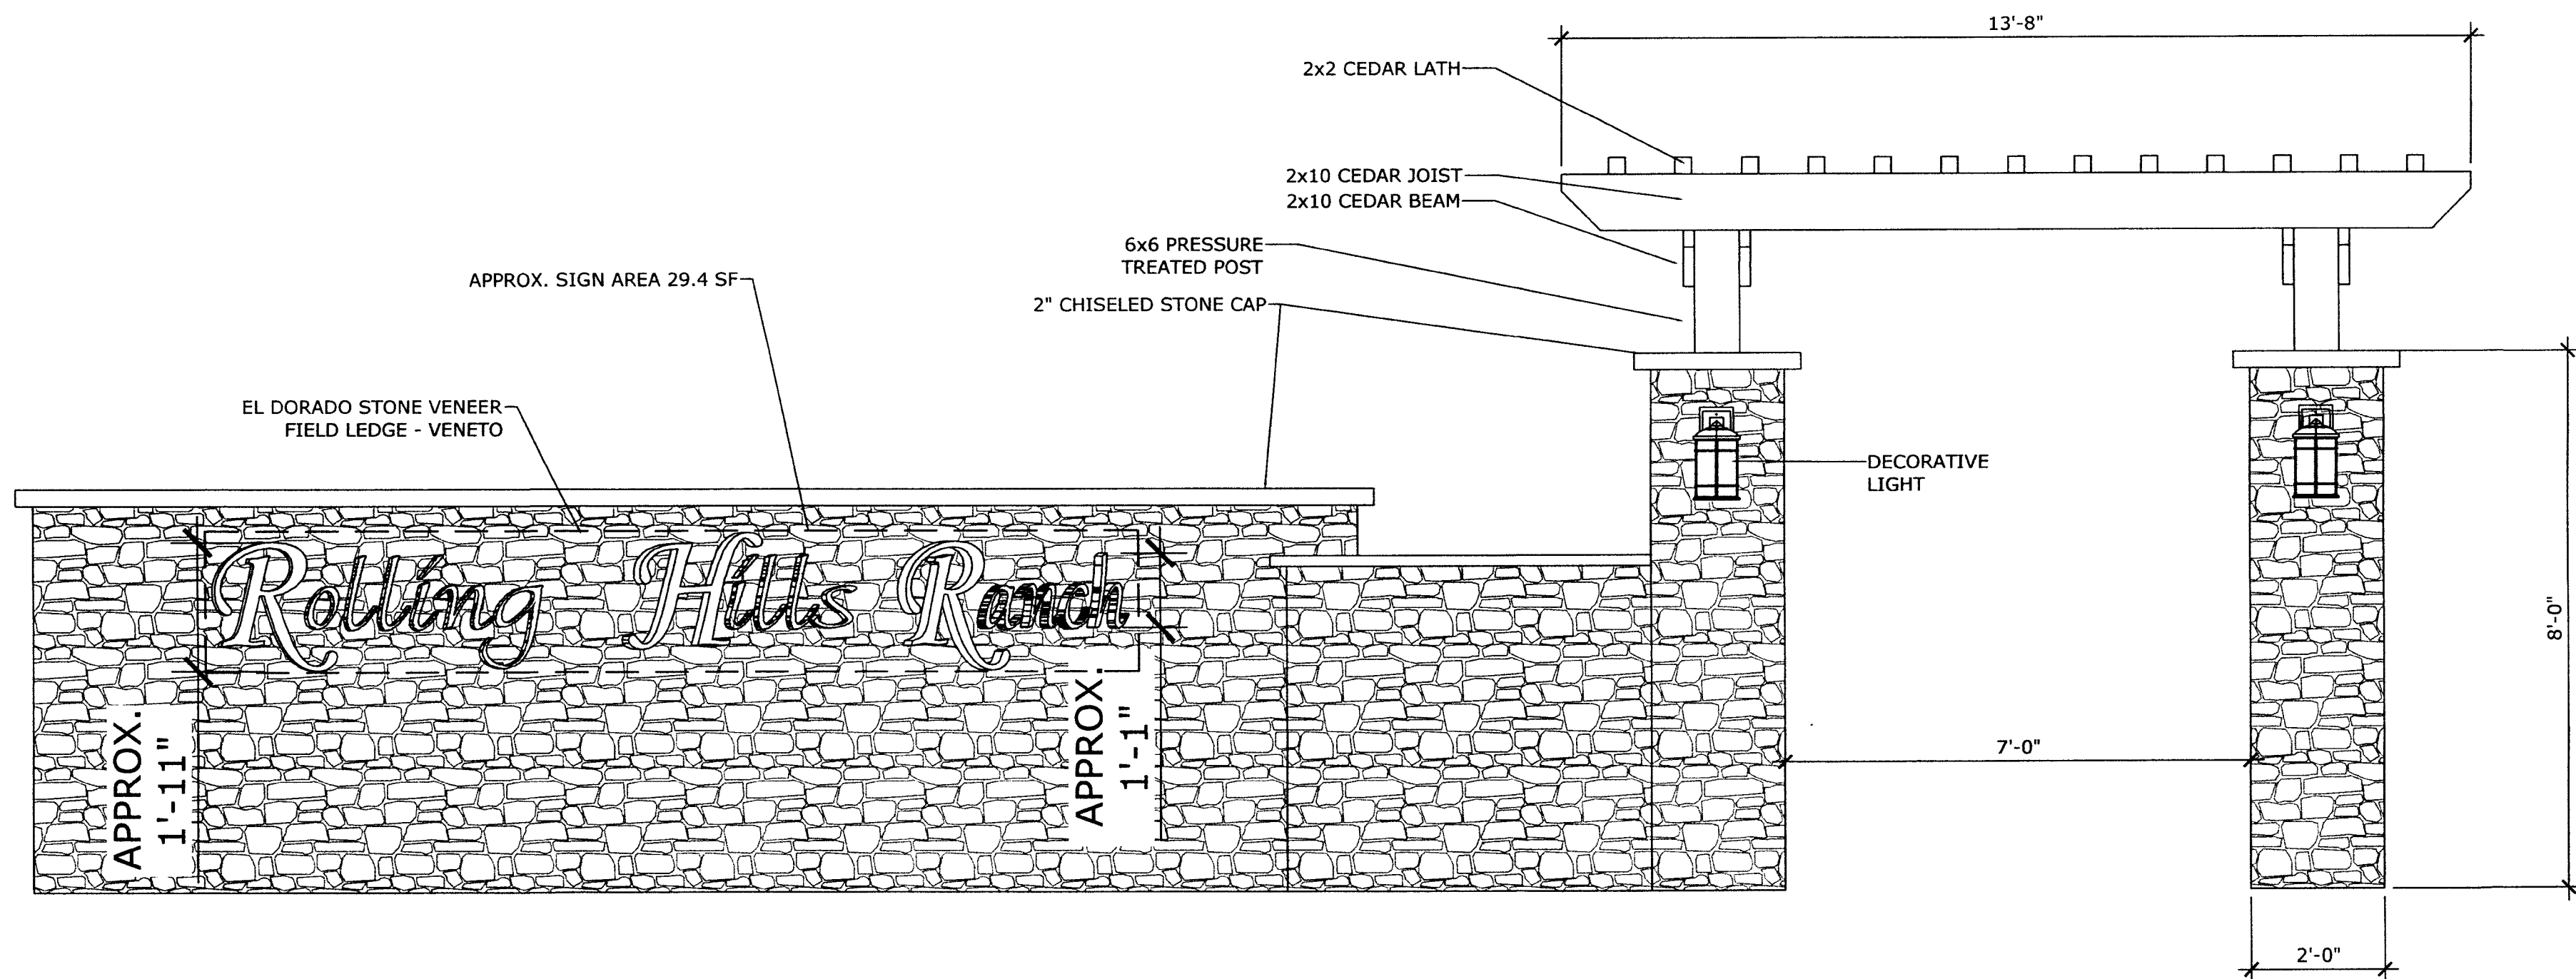 13'-8"
2x2 CEDAR LATH
2x10 CEDAR JOIST
2x10 CEDAR BEAM
6x6 PRESSURE
TREATED POST
APPROX. SIGN AREA 29.4 SF
2" CHISELED STONE CAP
EL DORADO STONE VENEER
FIELD LEDGE - VENETO
DECORATIVE
LIGHT
Rolling Hills Ranch
APPROX.
1'-11"
APPROX.
1'-1"
7'-0"
8'-0"
2'-0"